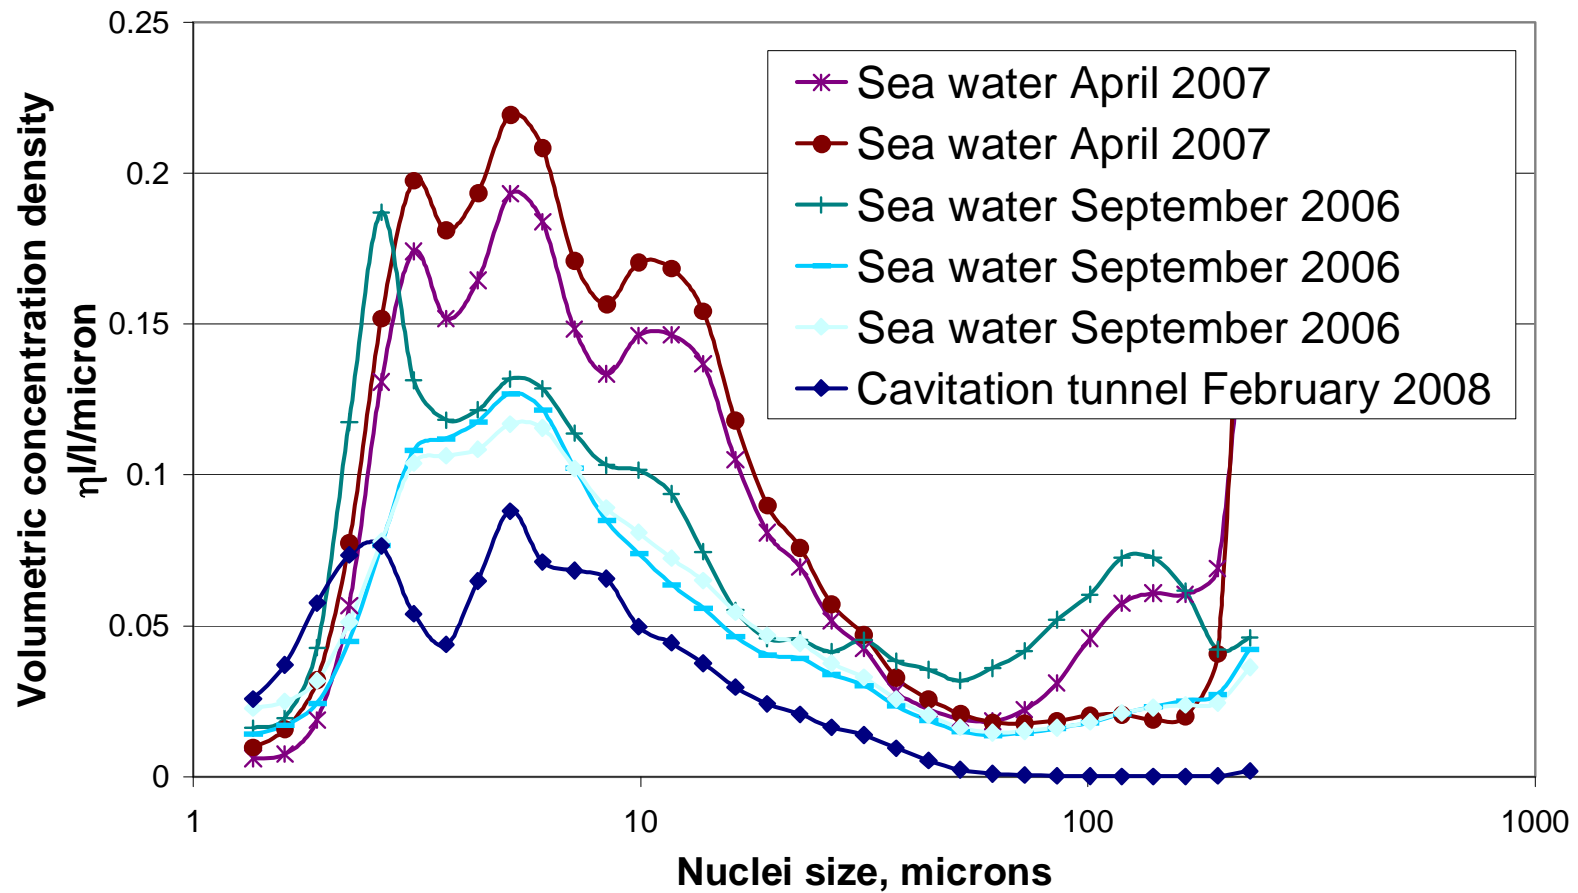 Volumetric concentration density
ηl/l/micron
0.25
0.2
0.15
0.1
0.05
0
Sea water April 2007
Sea water April 2007
Sea water September 2006
Sea water September 2006
Sea water September 2006
Cavitation tunnel February 2008
1
10
100
1000
Nuclei size, microns